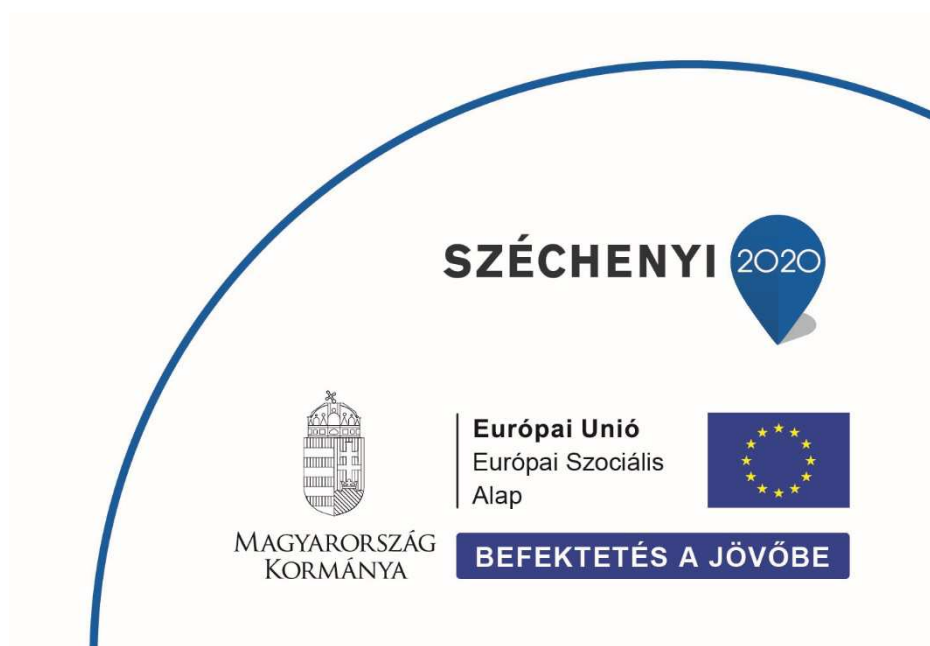 SZÉCHENYI 2020
Európai Unió
Európai Szociális
Alap
MAGYARORSZÁG
KORMÁNYA
BEFEKTETÉS A JÖVŐBE